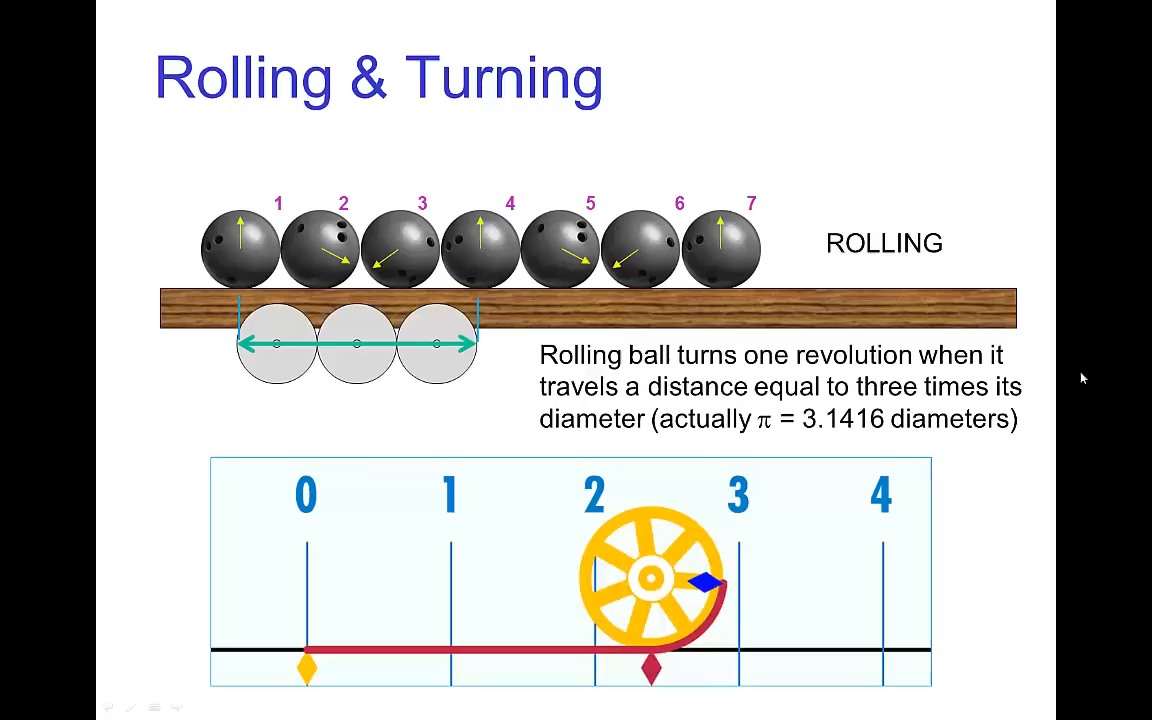 Rolling & Turning
1 2 3 4 5 6 7
ROLLING
Rolling ball turns one revolution when it
travels a distance equal to three times its
diameter (actually π = 3.1416 diameters)
0 1 2 3 4